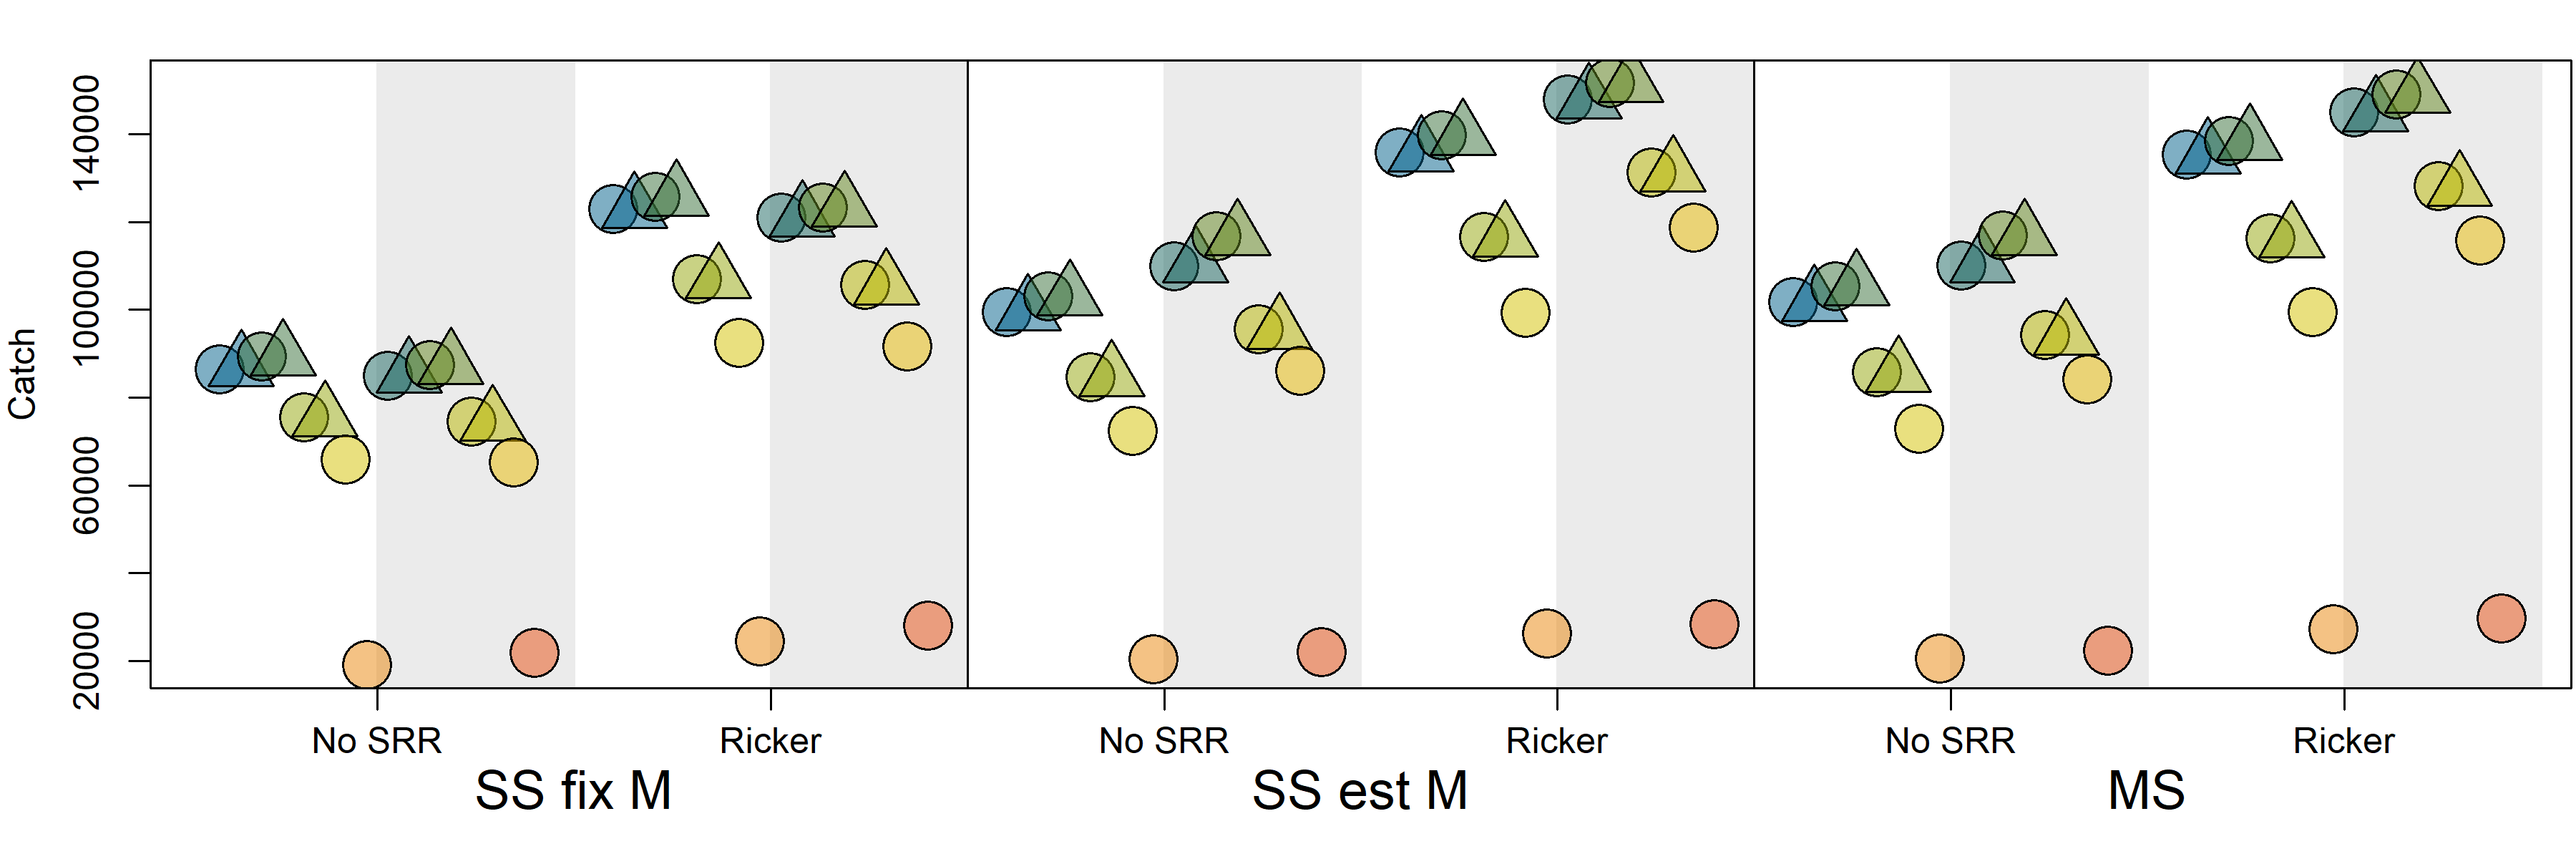 Catch
140000
100000
60000
20000
No SRR
Ricker
No SRR
Ricker
No SRR
Ricker
SS fix M
SS est M
MS